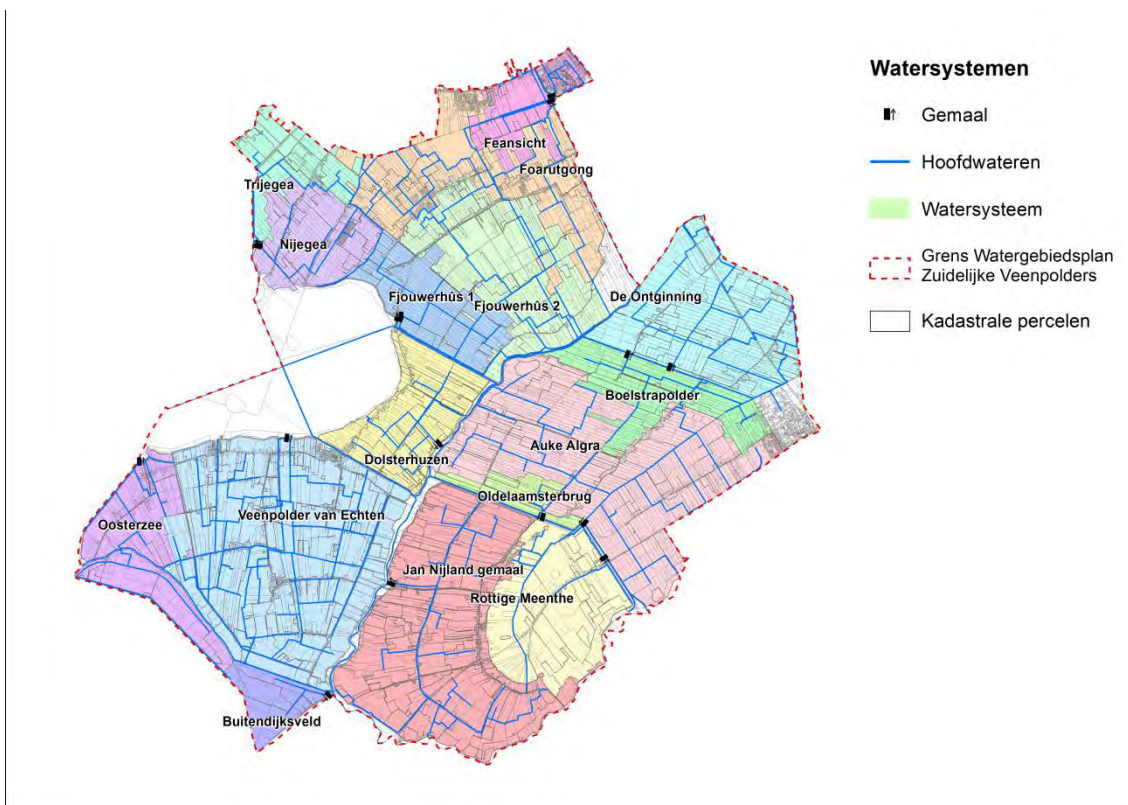 Watersystemen
Gemaal
Hoofdwateren
Watersysteem
Grens Watergebiedsplan
Zuidelijke Veenpolders
Kadastrale percelen
Feansicht
Foarutgong
Trijegea
Nijegea
Fjouwerhûs 1
Fjouwerhûs 2
De Ontginning
Boelstrapolder
Auke Algra
Dolsterhuzen
Oldelaamsterbrug
Veenpolder van Echten
Oosterzee
Jan Nijland gemaal
Rottige Meenthe
Buitendijksveld